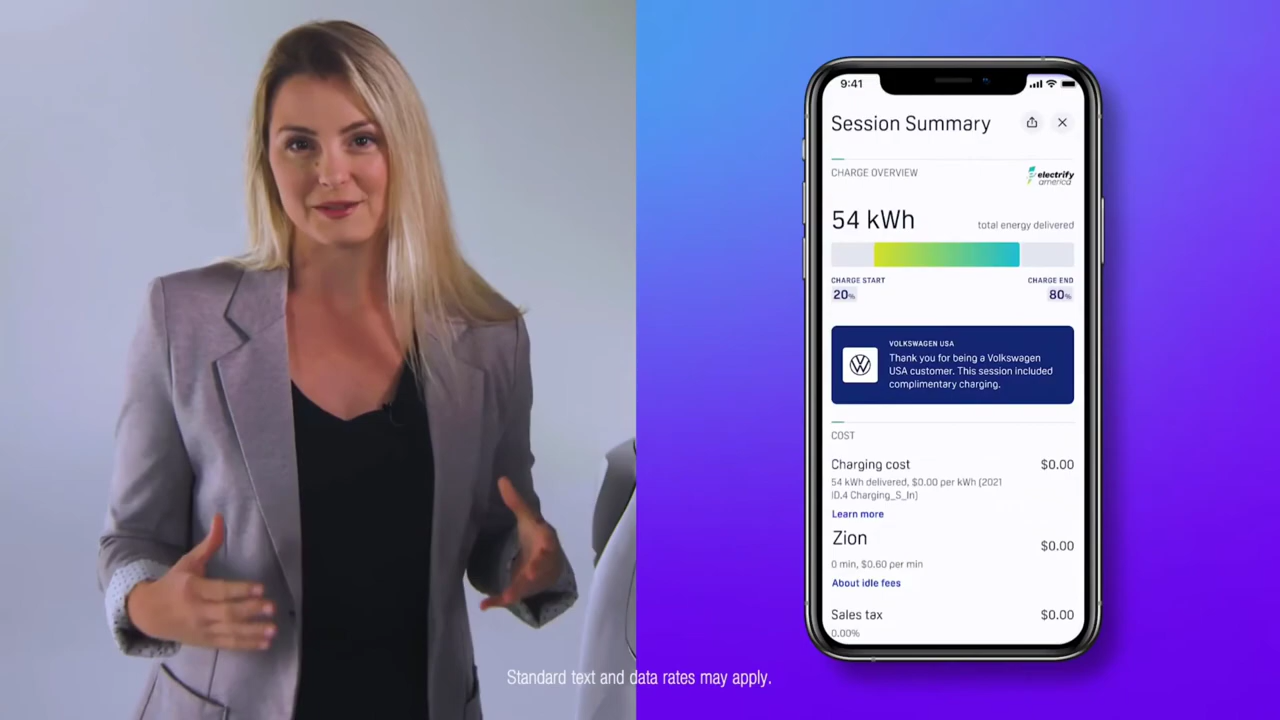 9:41
Session Summary
CHARGE OVERVIEW
electrify
america
54 kWh
total energy delivered
CHARGE START
CHARGE END
20%
80%
VOLKSWAGEN USA
Thank you for being a Volkswagen
USA customer. This session included
complimentary charging.
COST
Charging cost
$0.00
54 kWh delivered, $0.00 per kWh (2021
ID.4 Charging_S_In)
Learn more
Zion
$0.00
0 min, $0.60 per min
About idle fees
Sales tax
$0.00
0.00%
Standard text and data rates may apply.